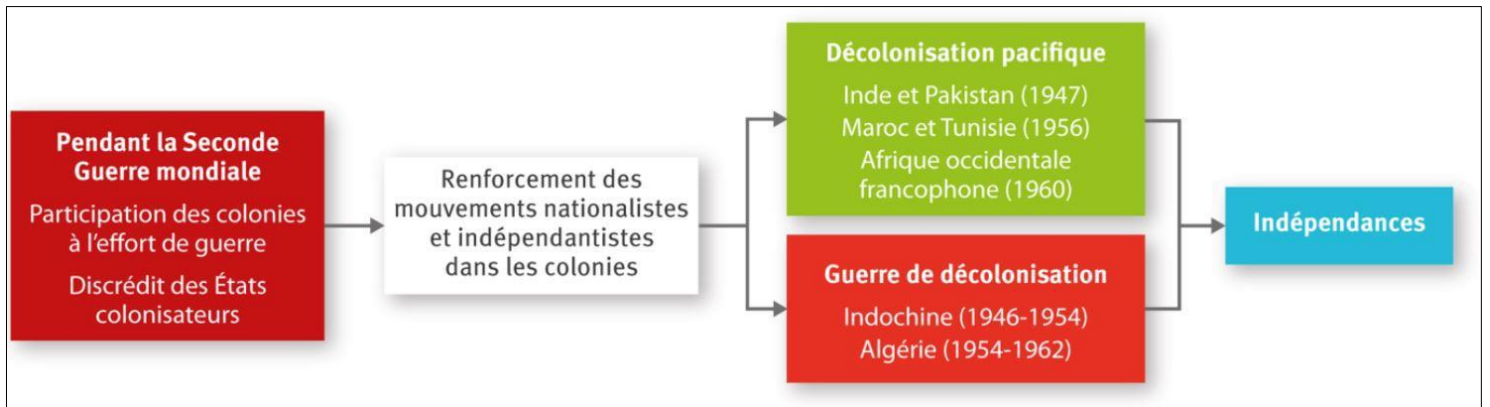 Pendant la Seconde
Guerre mondiale
Participation des colonies
à l'effort de guerre
Discrédit des États
colonisateurs
Renforcement des
mouvements nationalistes
et indépendantistes
dans les colonies
Décolonisation pacifique
Inde et Pakistan (1947)
Maroc et Tunisie (1956)
Afrique occidentale
francophone (1960)
Guerre de décolonisation
Indochine (1946-1954)
Algérie (1954-1962)
Indépendances